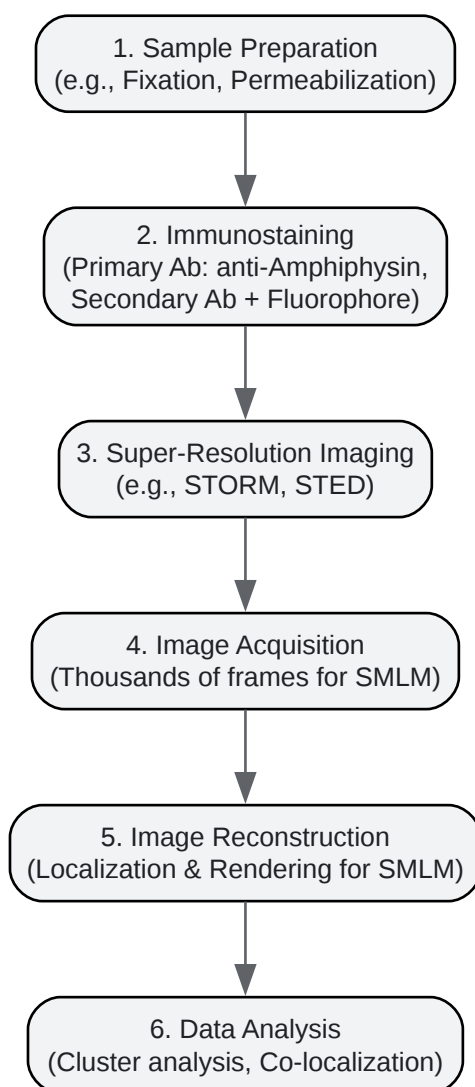 1. Sample Preparation
(e.g., Fixation, Permeabilization)
2. Immunostaining
(Primary Ab: anti-Amphiphysin,
Secondary Ab + Fluorophore)
3. Super-Resolution Imaging
(e.g., STORM, STED)
4. Image Acquisition
(Thousands of frames for SMLM)
5. Image Reconstruction
(Localization & Rendering for SMLM)
6. Data Analysis
(Cluster analysis, Co-localization)